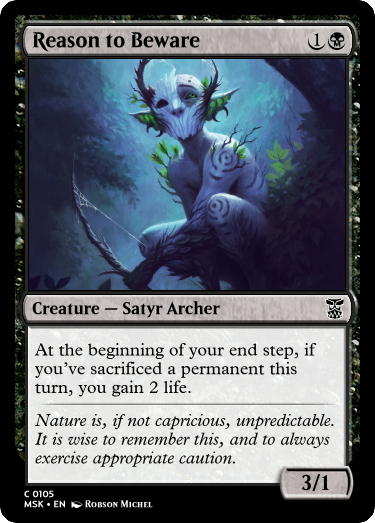 Reason to Beware 1
Creature — Satyr Archer
At the beginning of your end step, if
you've sacrificed a permanent this
turn, you gain 2 life.
Nature is, if not capricious, unpredictable.
It is wise to remember this, and to always
exercise appropriate caution.
3/1
C 0105
MSK • EN Robson Michel